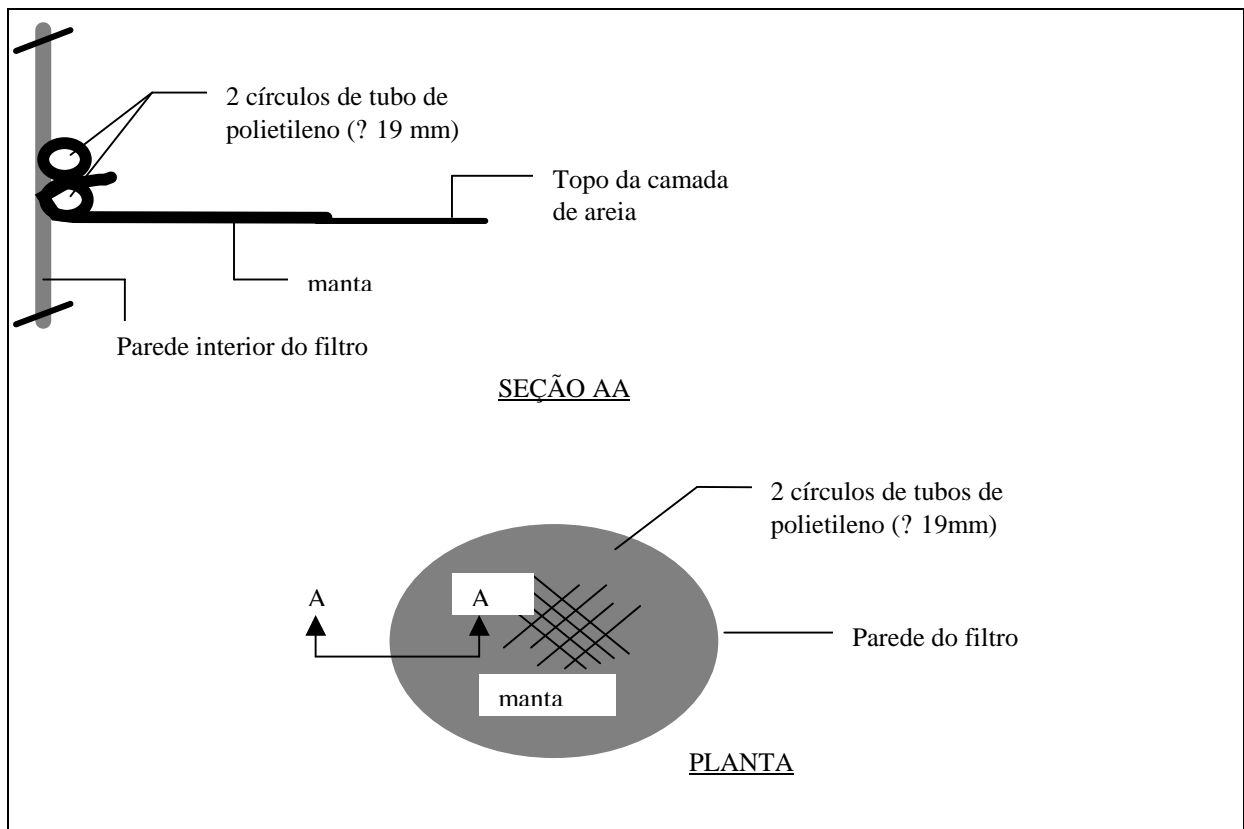 2 círculos de tubo de
polietileno (? 19 mm)
Topo da camada
de areia
manta
Parede interior do filtro
SEÇÃO AA
2 círculos de tubos de
polietileno (? 19mm)
A
A
Parede do filtro
manta
PLANTA